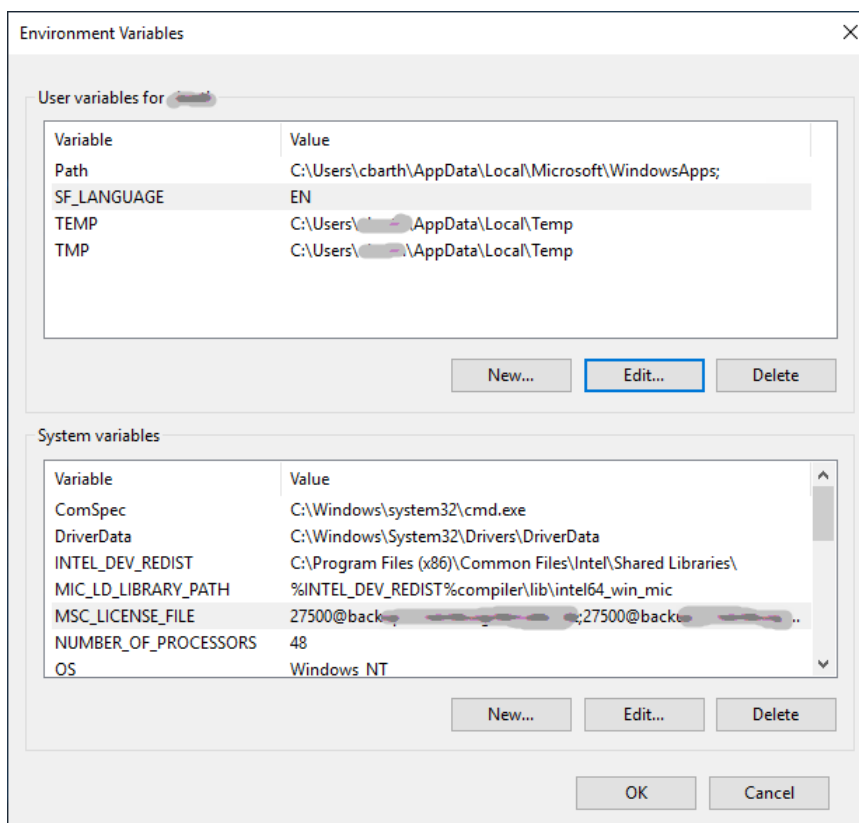 Environment Variables
User variables for
Variable Value
Path C:\Users\cbarth\AppData\Local\Microsoft\WindowsApps;
SF_LANGUAGE EN
TEMP C:\Users\ \AppData\Local\Temp
TMP C:\Users\ \AppData\Local\Temp
New... Edit... Delete
System variables
Variable Value
ComSpec C:\Windows\system32\cmd.exe
DriverData C:\Windows\System32\Drivers\DriverData
INTEL_DEV_REDIST C:\Program Files (x86)\Common Files\Intel\Shared Libraries\
MIC_LD_LIBRARY_PATH %INTEL_DEV_REDIST%compiler\lib\intel64_win_mic
MSC_LICENSE_FILE 27500@back ;27500@backu ..
NUMBER_OF_PROCESSORS 48
OS Windows_NT
New... Edit... Delete
OK Cancel